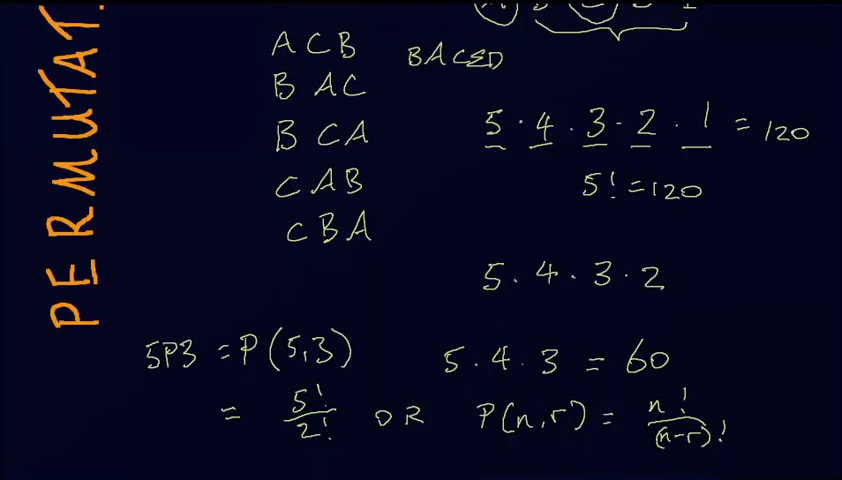 PERMUTAT
ACB
BACED
BAC
5 · 4 · 3 · 2 · 1 = 120
BCA
5! = 120
CAB
CBA
5 · 4 · 3 · 2
5P3 = P(5,3)
5 · 4 · 3 = 60
= 5!/2! OR P(n,r) = n!/(n-r)!